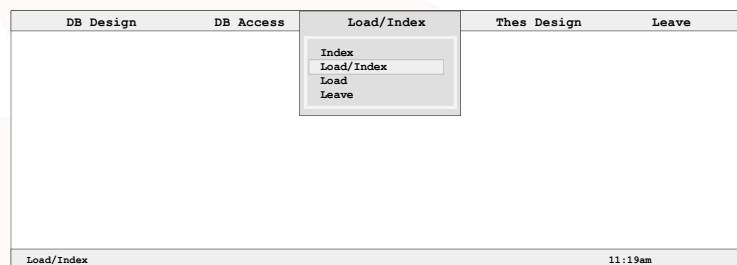 DB Design DB Access Load/Index Thes Design Leave
Index
Load/Index
Load
Leave
Load/Index 11:19am